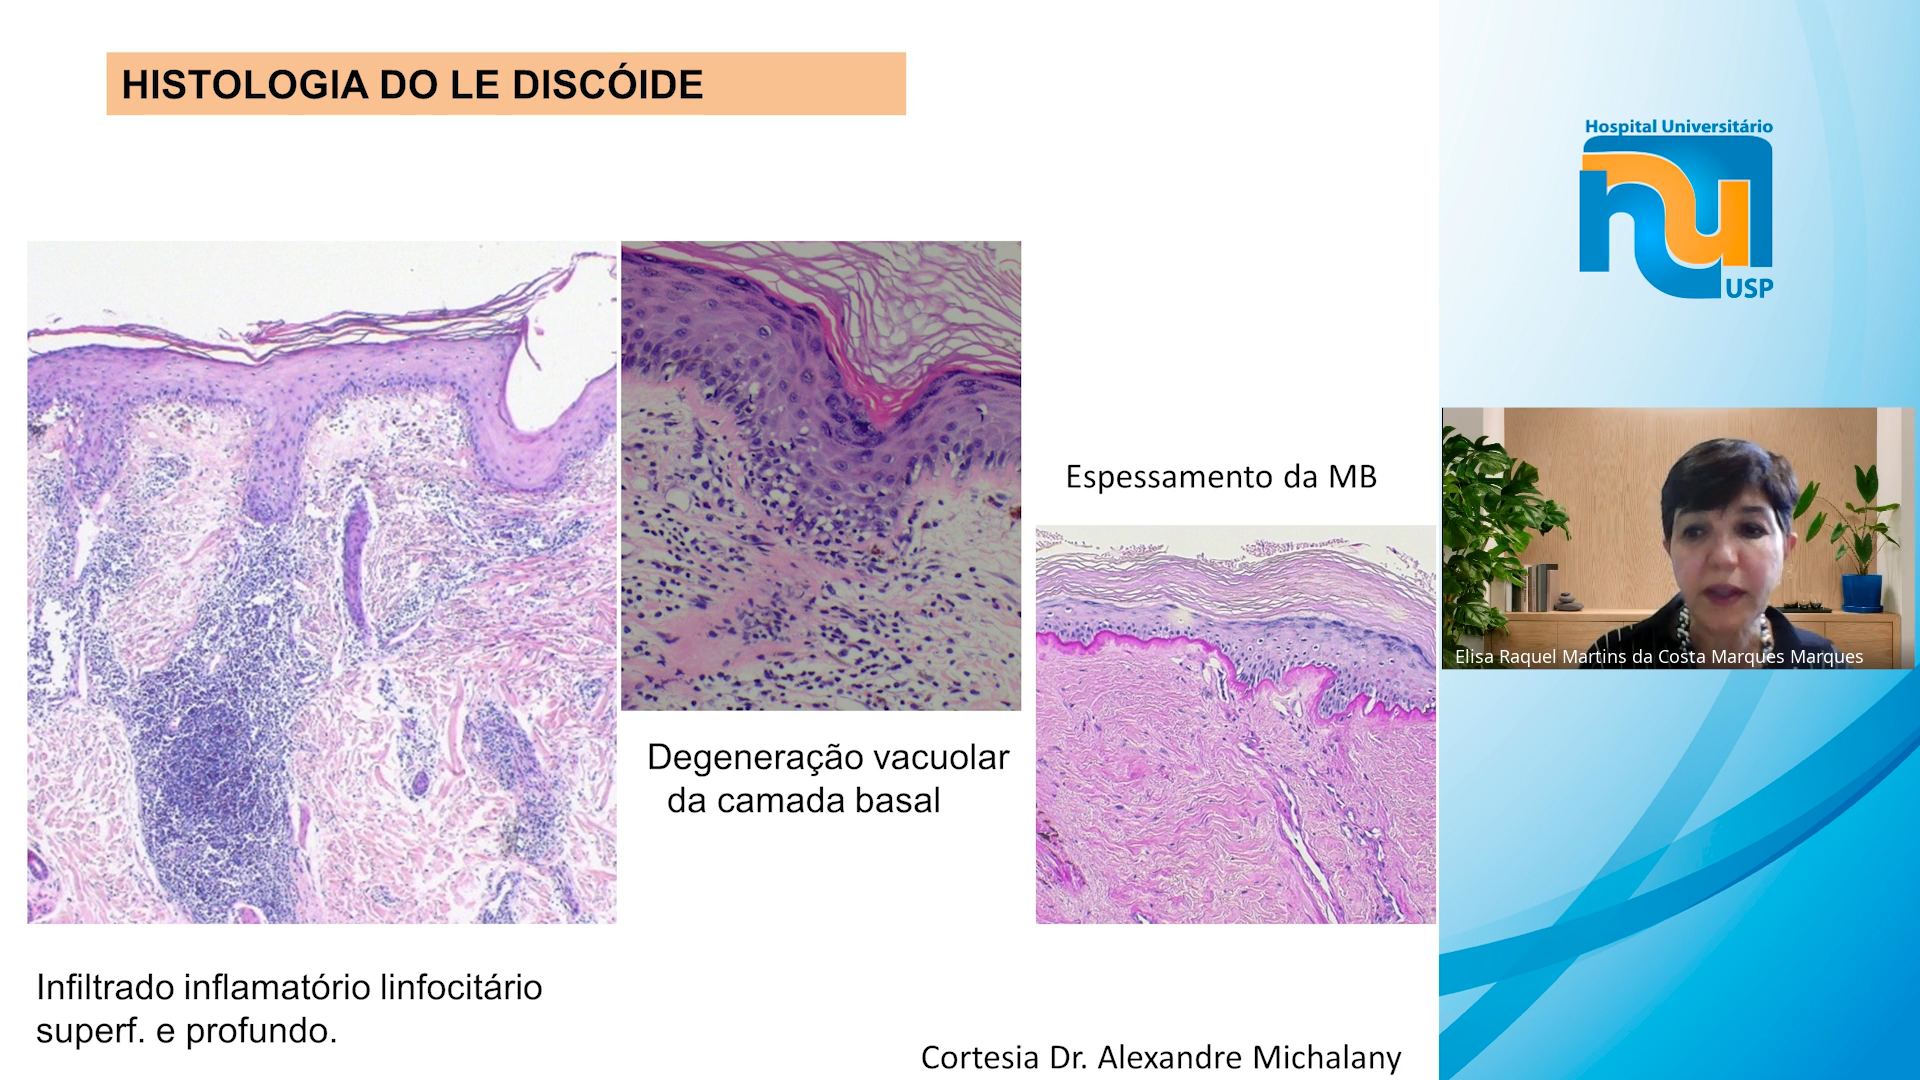 HISTOLOGIA DO LE DISCÓIDE
Hospital Universitário
hu
USP
Espessamento da MB
Elisa Raquel Martins da Costa Marques Marques
Degeneração vacuolar
da camada basal
Infiltrado inflamatório linfocitário
superf. e profundo.
Cortesia Dr. Alexandre Michalany